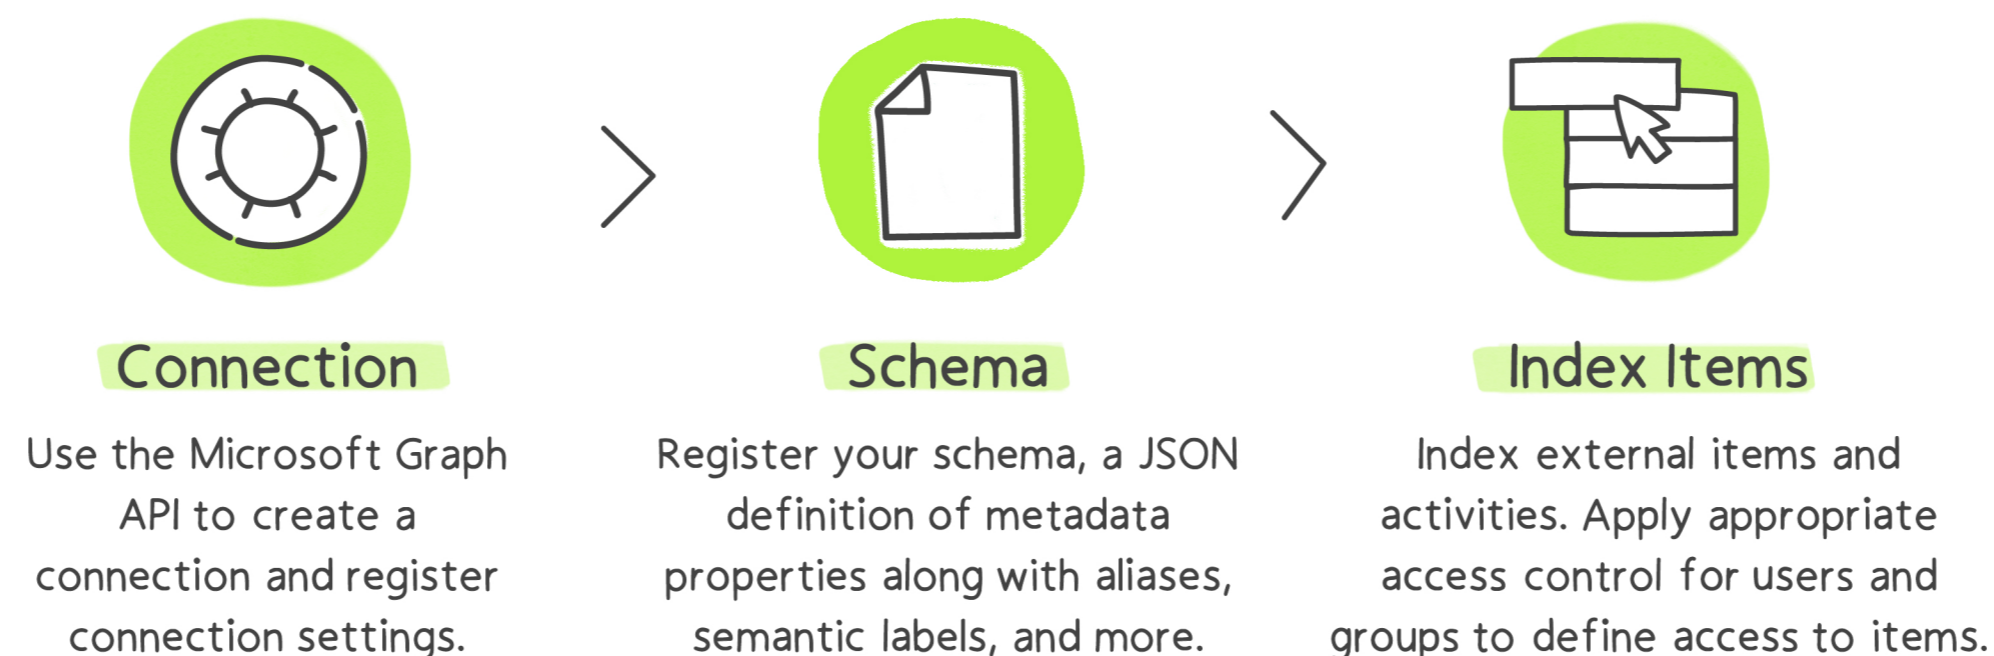 Connection
Use the Microsoft Graph
API to create a
connection and register
connection settings.
Schema
Register your schema, a JSON
definition of metadata
properties along with aliases,
semantic labels, and more.
Index Items
Index external items and
activities. Apply appropriate
access control for users and
groups to define access to items.